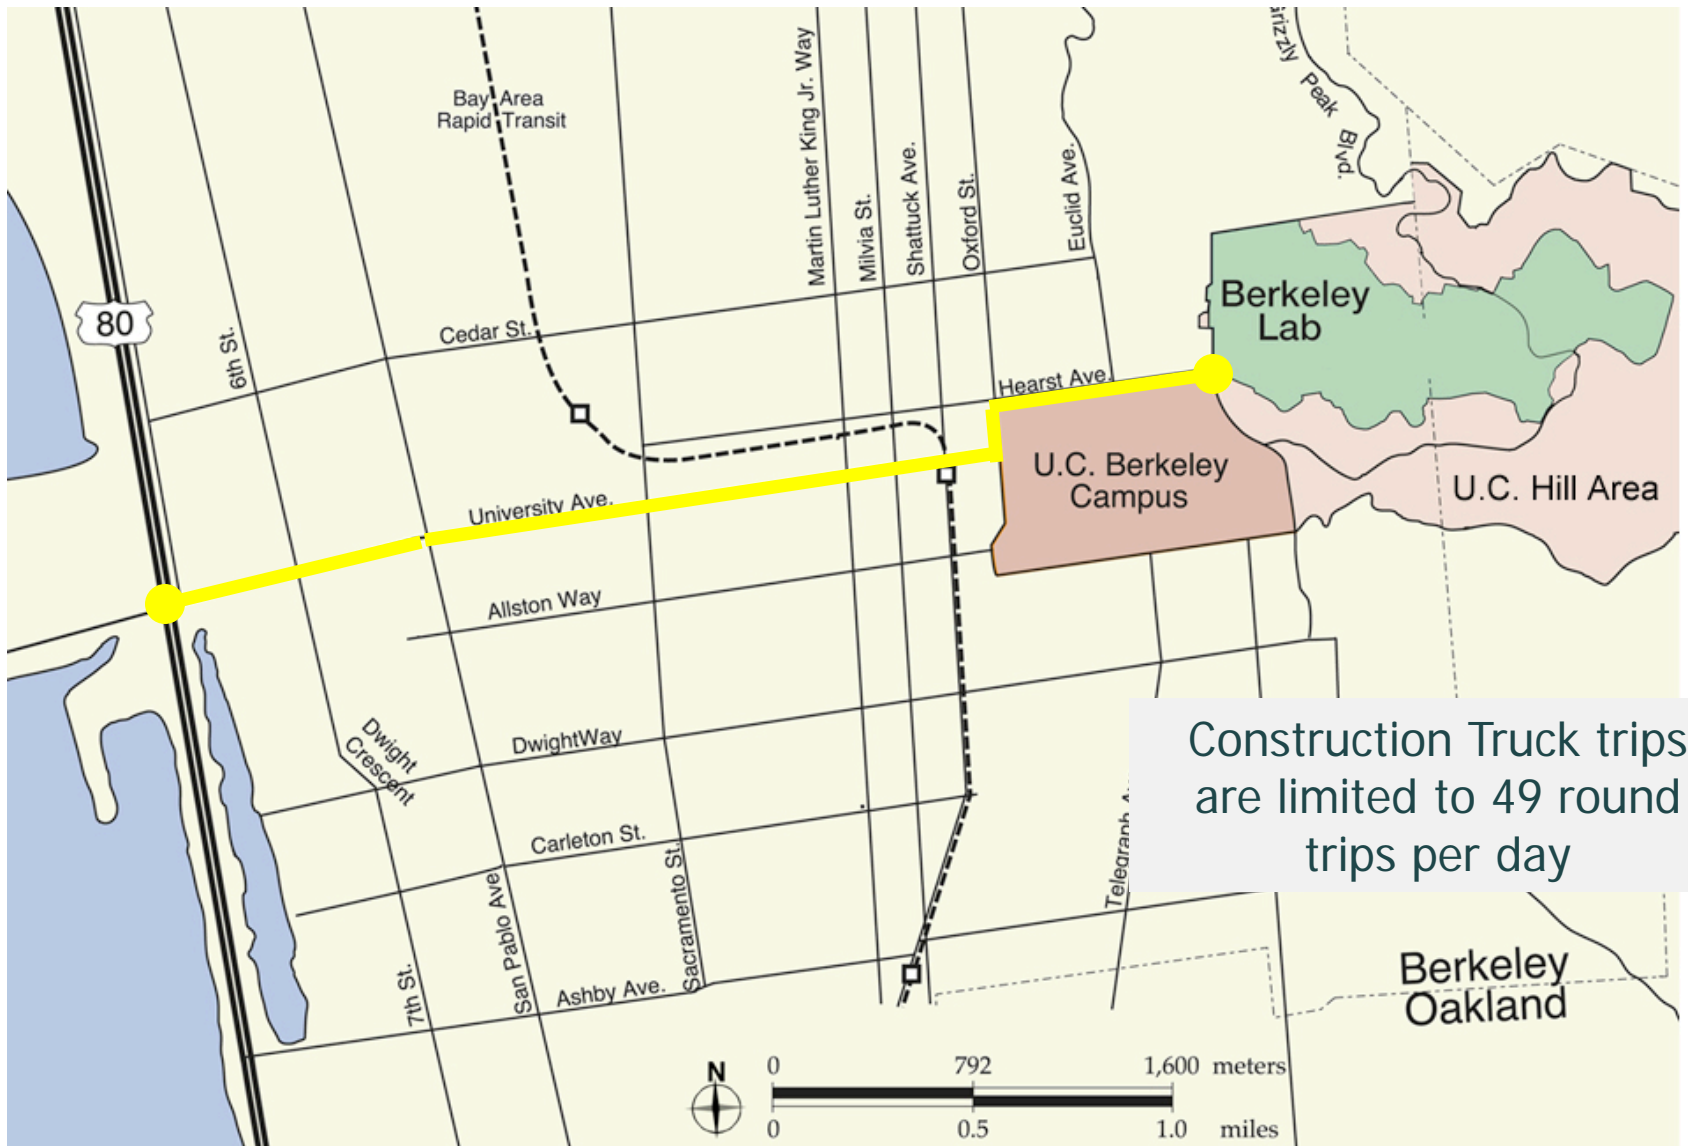 Bay Area
Rapid Transit
Martin Luther King Jr. Way
Milvia St.
Shattuck Ave.
Oxford St.
Euclid Ave.
Peak
Blvd.
80
6th St.
Cedar St.
Berkeley
Lab
Hearst Ave.
U.C. Berkeley
Campus
U.C. Hill Area
University Ave.
Allston Way
Dwight
Crescent
DwightWay
Construction Truck trips
are limited to 49 round
trips per day
Carleton St.
Sacramento St.
San Pablo Ave
7th St.
Ashby Ave.
Telegraph
Berkeley
Oakland
N
0 792 1,600 meters
0 0.5 1.0 miles